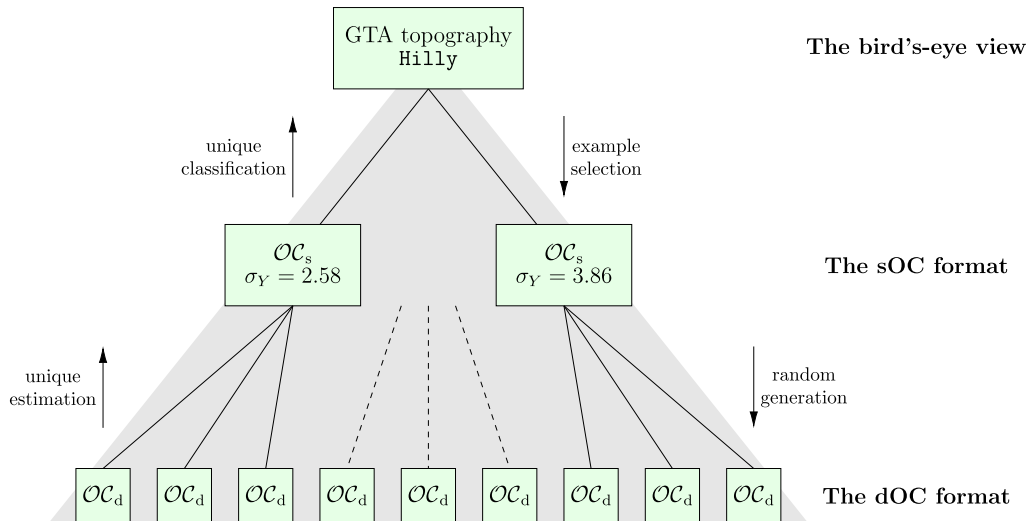 GTA topography
Hilly
The bird's-eye view
unique
classification
example
selection
𝒪𝒞s
σY = 2.58
𝒪𝒞s
σY = 3.86
The sOC format
unique
estimation
random
generation
𝒪𝒞d 𝒪𝒞d 𝒪𝒞d 𝒪𝒞d 𝒪𝒞d 𝒪𝒞d 𝒪𝒞d 𝒪𝒞d 𝒪𝒞d
The dOC format